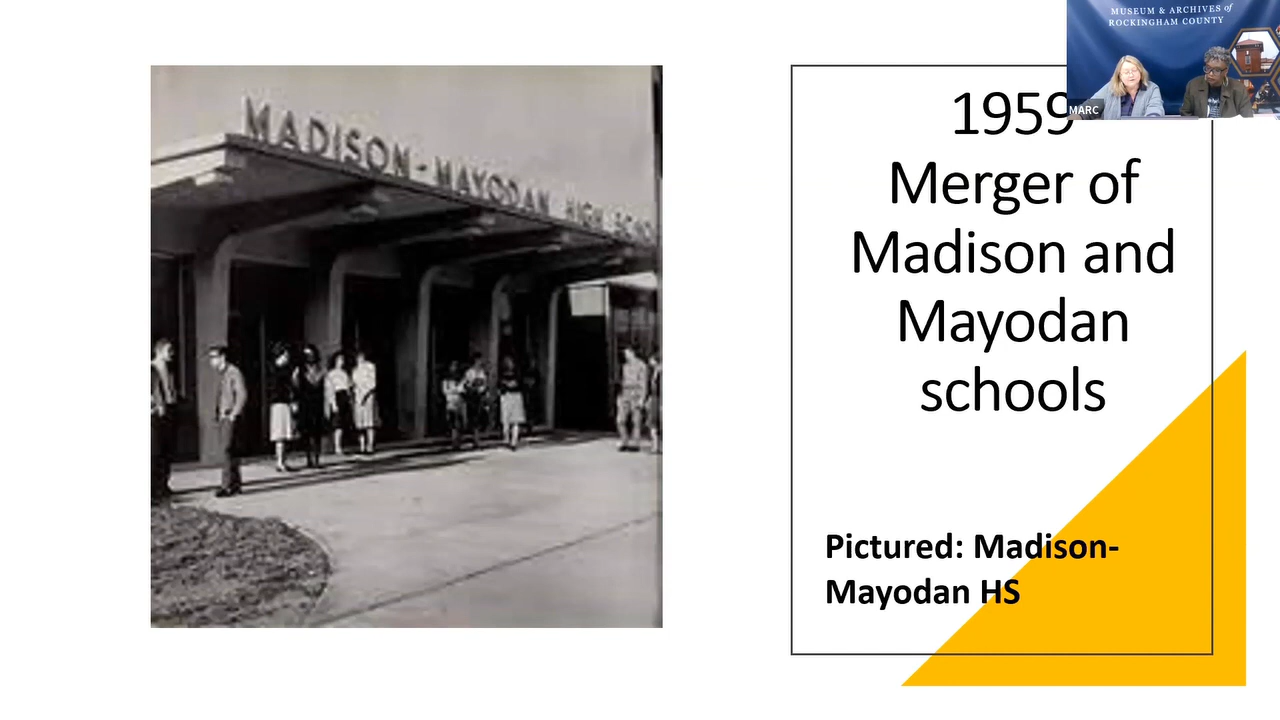 MUSEUM & ARCHIVES of
ROCKINGHAM COUNTY
MARC
MADISON-MAYODAN HIGH
1959
Merger of
Madison and
Mayodan
schools
Pictured: Madison-
Mayodan HS